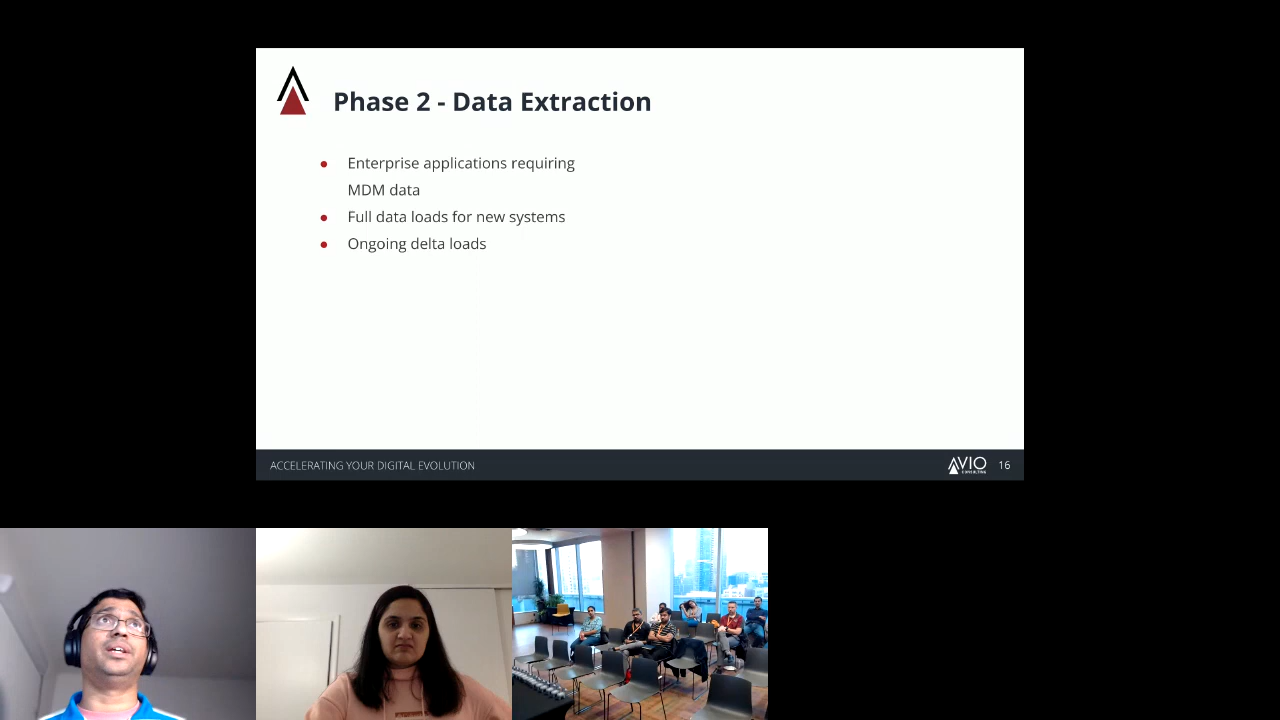 Phase 2 - Data Extraction
● Enterprise applications requiring
MDM data
● Full data loads for new systems
● Ongoing delta loads
ACCELERATING YOUR DIGITAL EVOLUTION
AVIO
CONSULTING
16